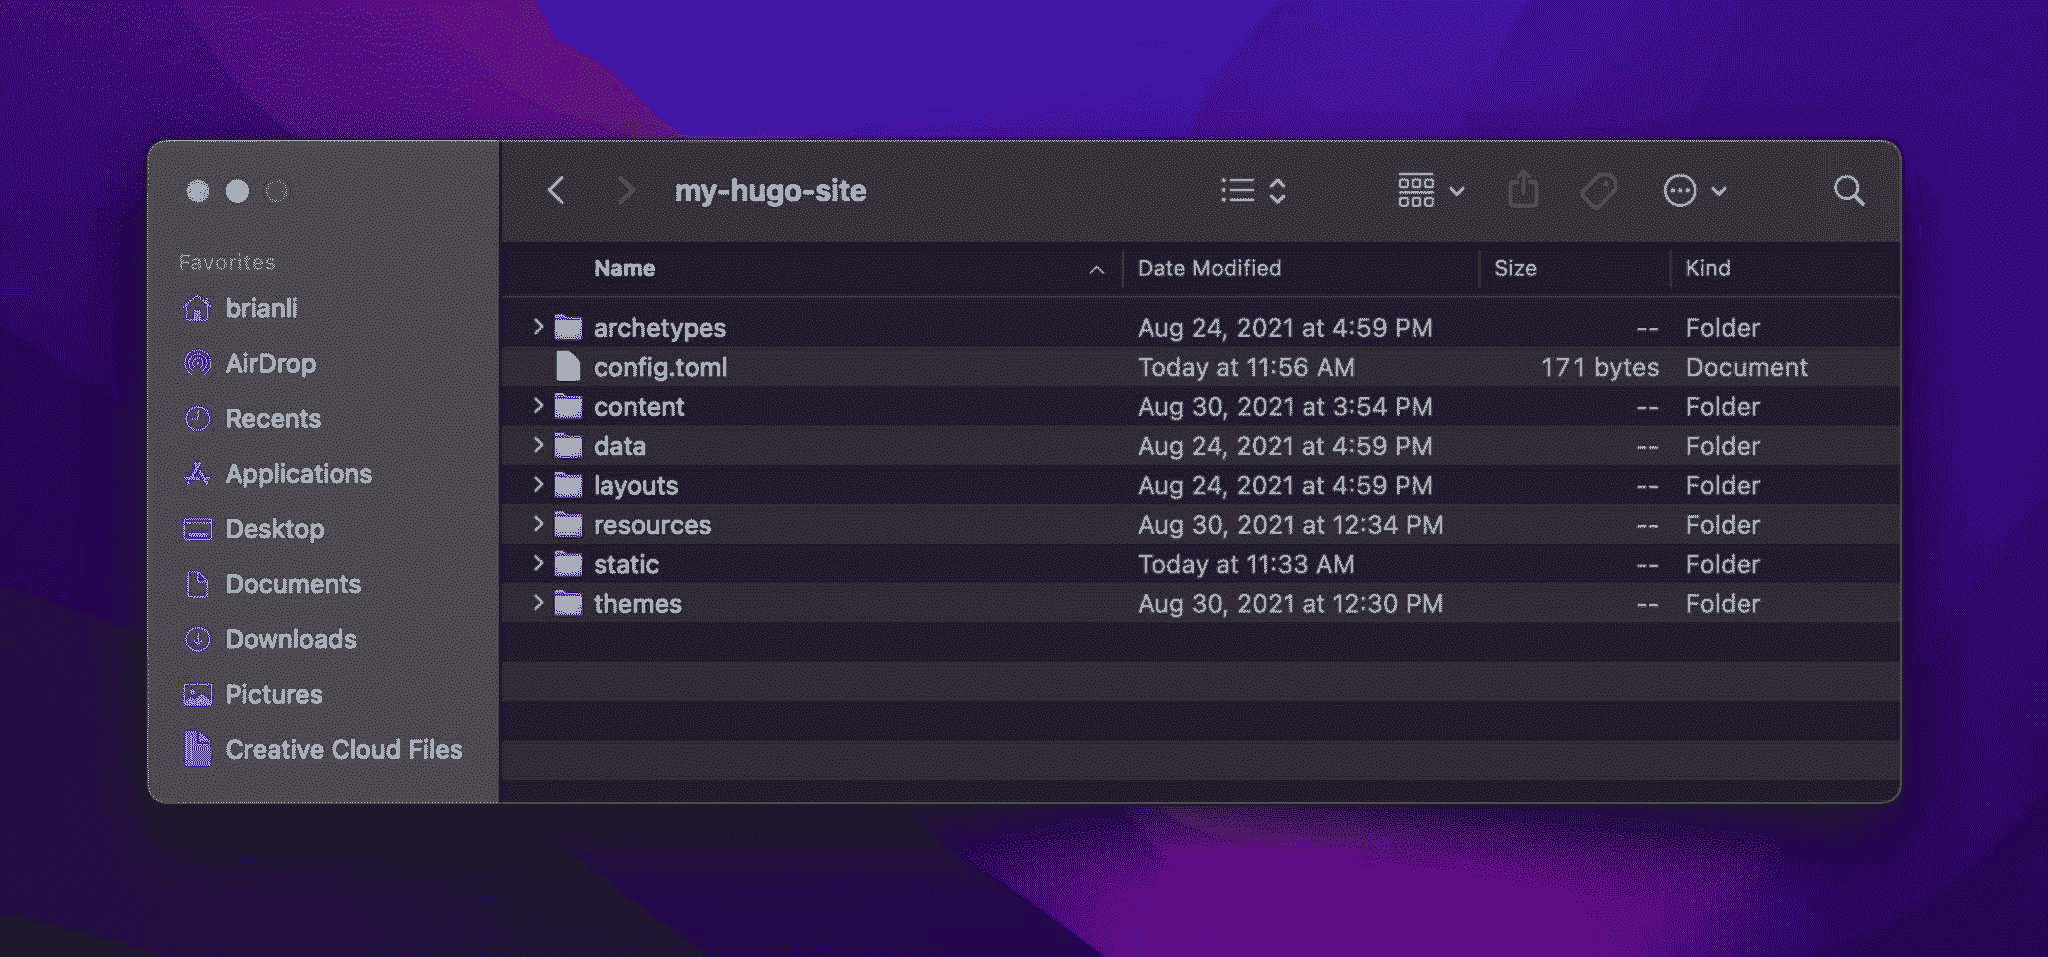 my-hugo-site
Favorites
brianli
AirDrop
Recents
Applications
Desktop
Documents
Downloads
Pictures
Creative Cloud Files
Name Date Modified Size Kind
archetypes Aug 24, 2021 at 4:59 PM -- Folder
config.toml Today at 11:56 AM 171 bytes Document
content Aug 30, 2021 at 3:54 PM -- Folder
data Aug 24, 2021 at 4:59 PM -- Folder
layouts Aug 24, 2021 at 4:59 PM -- Folder
resources Aug 30, 2021 at 12:34 PM -- Folder
static Today at 11:33 AM -- Folder
themes Aug 30, 2021 at 12:30 PM -- Folder